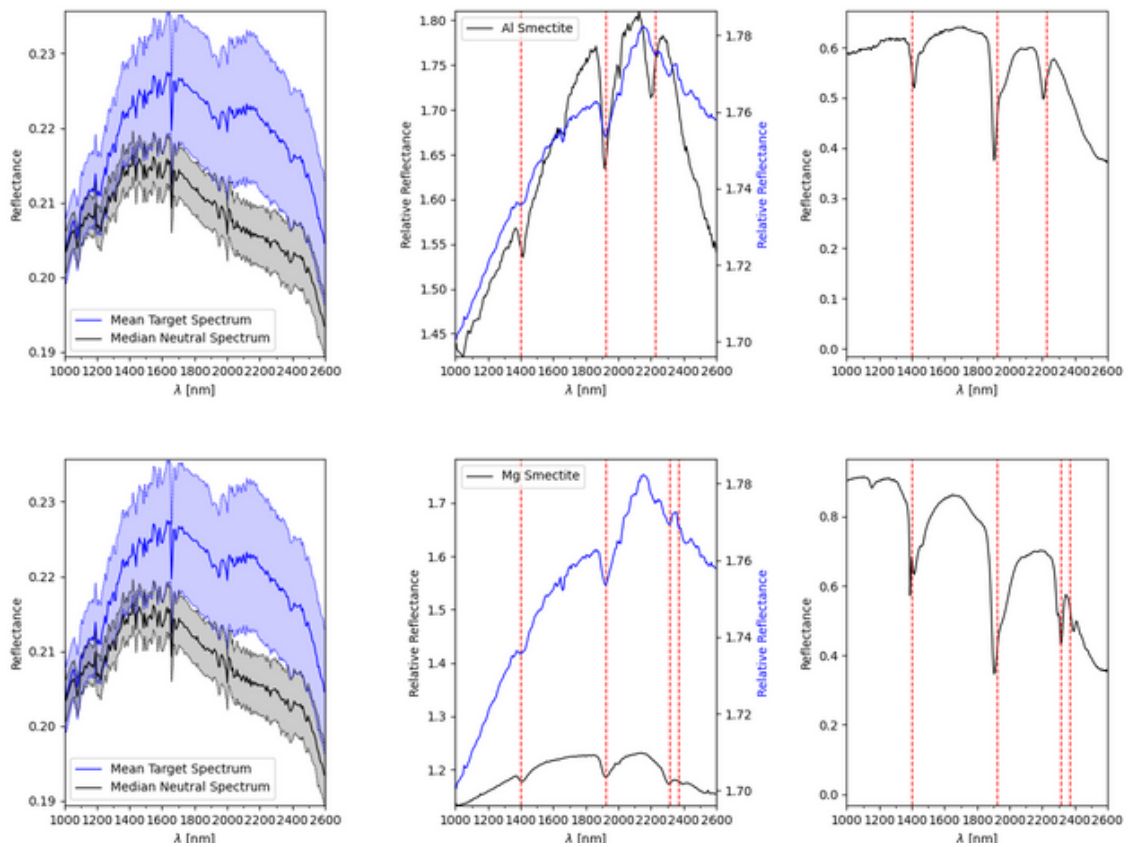 0.23
0.22
0.21
0.20
0.19
Reflectance
Mean Target Spectrum
Median Neutral Spectrum
1000 1200 1400 1600 1800 2000 2200 2400 2600
λ [nm]
1.80
1.75
1.70
1.65
1.60
1.55
1.50
1.45
Relative Reflectance
Al Smectite
1.78
1.76
1.74
1.72
1.70
Relative Reflectance
1000 1200 1400 1600 1800 2000 2200 2400 2600
λ [nm]
0.6
0.5
0.4
0.3
0.2
0.1
0.0
Reflectance
1000 1200 1400 1600 1800 2000 2200 2400 2600
λ [nm]
0.23
0.22
0.21
0.20
0.19
Reflectance
Mean Target Spectrum
Median Neutral Spectrum
1000 1200 1400 1600 1800 2000 2200 2400 2600
λ [nm]
1.7
1.6
1.5
1.4
1.3
1.2
Relative Reflectance
Mg Smectite
1.78
1.76
1.74
1.72
1.70
Relative Reflectance
1000 1200 1400 1600 1800 2000 2200 2400 2600
λ [nm]
0.8
0.6
0.4
0.2
0.0
Reflectance
1000 1200 1400 1600 1800 2000 2200 2400 2600
λ [nm]